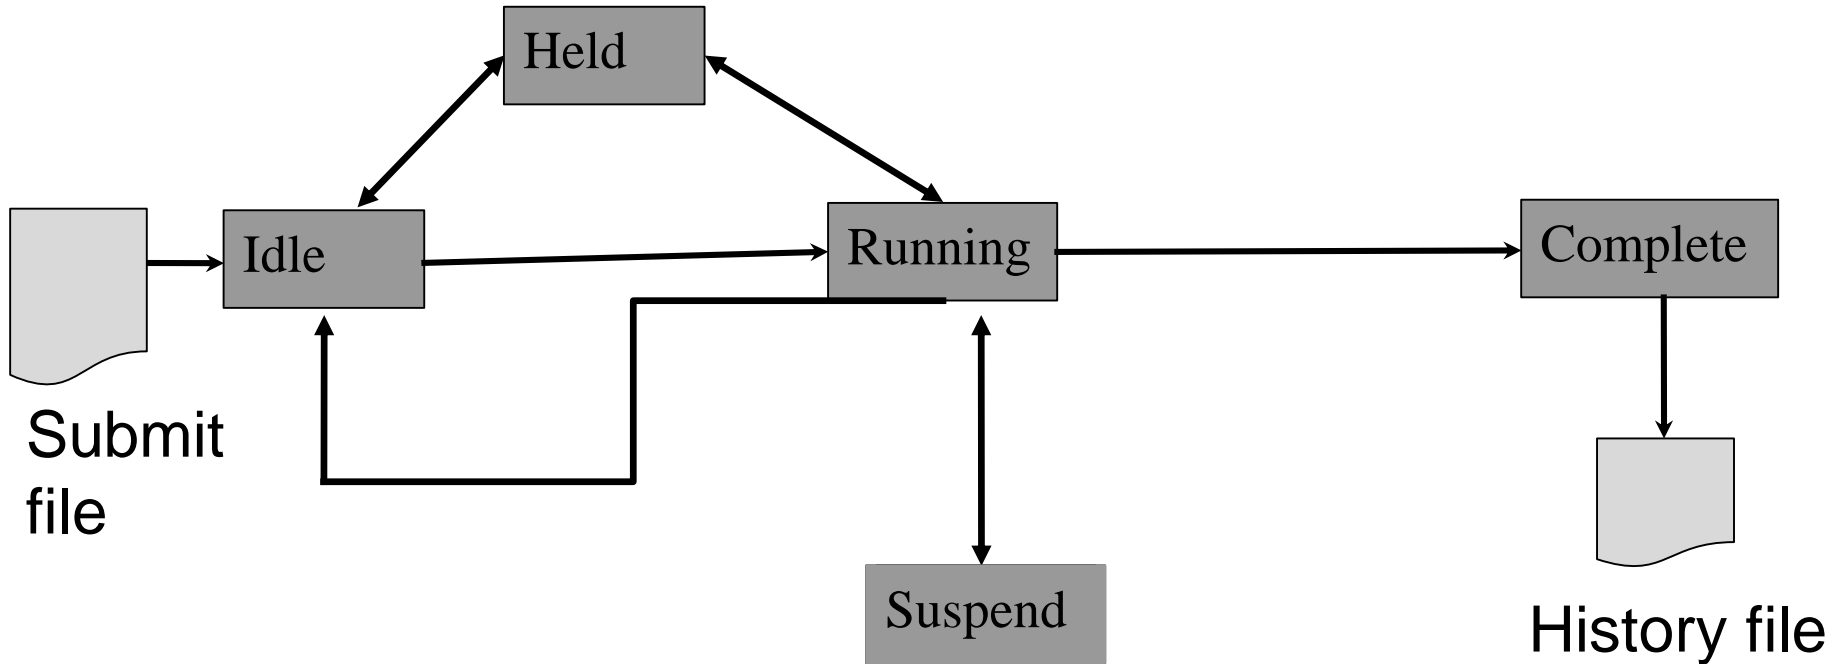 Held
Idle
Running
Complete
Submit
file
Suspend
History file